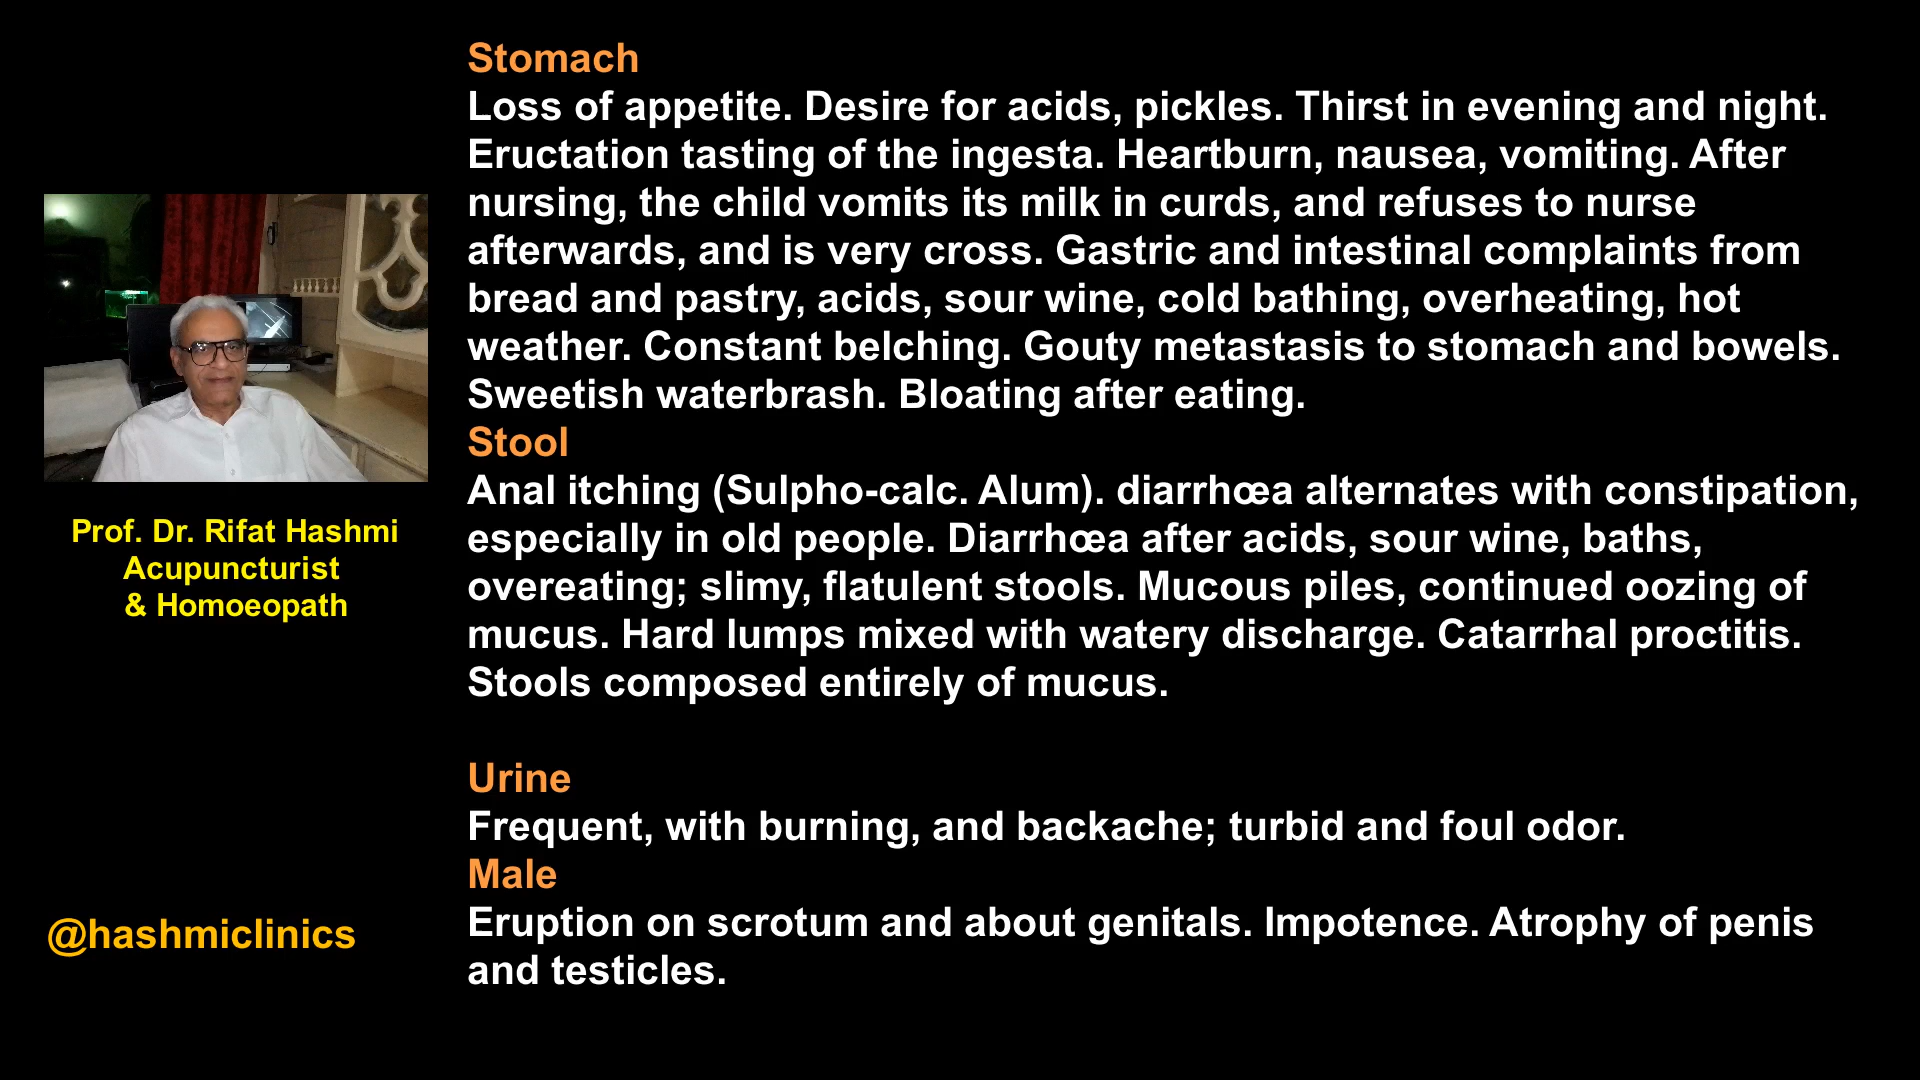 Stomach
Loss of appetite. Desire for acids, pickles. Thirst in evening and night.
Eructation tasting of the ingesta. Heartburn, nausea, vomiting. After
nursing, the child vomits its milk in curds, and refuses to nurse
afterwards, and is very cross. Gastric and intestinal complaints from
bread and pastry, acids, sour wine, cold bathing, overheating, hot
weather. Constant belching. Gouty metastasis to stomach and bowels.
Sweetish waterbrash. Bloating after eating.
Stool
Anal itching (Sulpho-calc. Alum). diarrhœa alternates with constipation,
especially in old people. Diarrhœa after acids, sour wine, baths,
overeating; slimy, flatulent stools. Mucous piles, continued oozing of
mucus. Hard lumps mixed with watery discharge. Catarrhal proctitis.
Stools composed entirely of mucus.
Urine
Frequent, with burning, and backache; turbid and foul odor.
Male
Eruption on scrotum and about genitals. Impotence. Atrophy of penis
and testicles.
Prof. Dr. Rifat Hashmi
Acupuncturist
& Homoeopath
@hashmiclinics